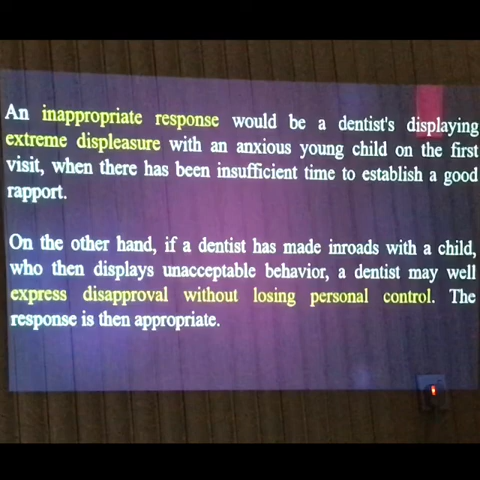 An inappropriate response would be a dentist's displaying
extreme displeasure with an anxious young child on the first
visit, when there has been insufficient time to establish a good
rapport.
On the other hand, if a dentist has made inroads with a child,
who then displays unacceptable behavior, a dentist may well
express disapproval without losing personal control. The
response is then appropriate.